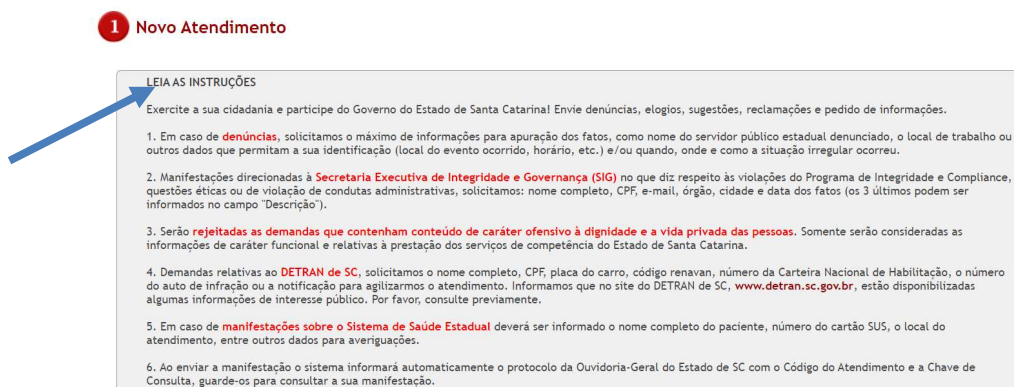 1 Novo Atendimento
LEIA AS INSTRUÇÕES
Exercite a sua cidadania e participe do Governo do Estado de Santa Catarina! Envie denúncias, elogios, sugestões, reclamações e pedido de informações.
1. Em caso de denúncias, solicitamos o máximo de informações para apuração dos fatos, como nome do servidor público estadual denunciado, o local de trabalho ou
outros dados que permitam a sua identificação (local do evento ocorrido, horário, etc.) e/ou quando, onde e como a situação irregular ocorreu.
2. Manifestações direcionadas à Secretaria Executiva de Integridade e Governança (SIG) no que diz respeito às violações do Programa de Integridade e Compliance,
questões éticas ou de violação de condutas administrativas, solicitamos: nome completo, CPF, e-mail, órgão, cidade e data dos fatos (os 3 últimos podem ser
informados no campo "Descrição").
3. Serão rejeitadas as demandas que contenham conteúdo de caráter ofensivo à dignidade e a vida privada das pessoas. Somente serão consideradas as
informações de caráter funcional e relativas à prestação dos serviços de competência do Estado de Santa Catarina.
4. Demandas relativas ao DETRAN de SC, solicitamos o nome completo, CPF, placa do carro, código renavan, número da Carteira Nacional de Habilitação, o número
do auto de infração ou a notificação para agilizarmos o atendimento. Informamos que no site do DETRAN de SC, www.detran.sc.gov.br, estão disponibilizadas
algumas informações de interesse público. Por favor, consulte previamente.
5. Em caso de manifestações sobre o Sistema de Saúde Estadual deverá ser informado o nome completo do paciente, número do cartão SUS, o local do
atendimento, entre outros dados para averiguações.
6. Ao enviar a manifestação o sistema informará automaticamente o protocolo da Ouvidoria-Geral do Estado de SC com o Código do Atendimento e a Chave de
Consulta, guarde-os para consultar a sua manifestação.